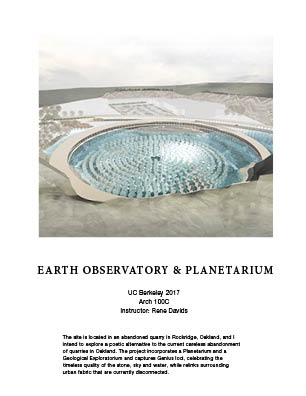 EARTH OBSERVATORY & PLANETARIUM
UC Berkeley 2017
Arch 100C
Instructor: Rene Davids
The site is located in an abandoned quarry in Rockridge, Oakland, and I
intend to explore a poetic alternative to the current careless abandonment
of quarries in Oakland. The project incorporates a Planetarium and a
Geological Exploratorium and captures Genius loci, celebrating the
timeless quality of the stone, sky and water, while relinks surrounding
urban fabric that are currently disconnected.